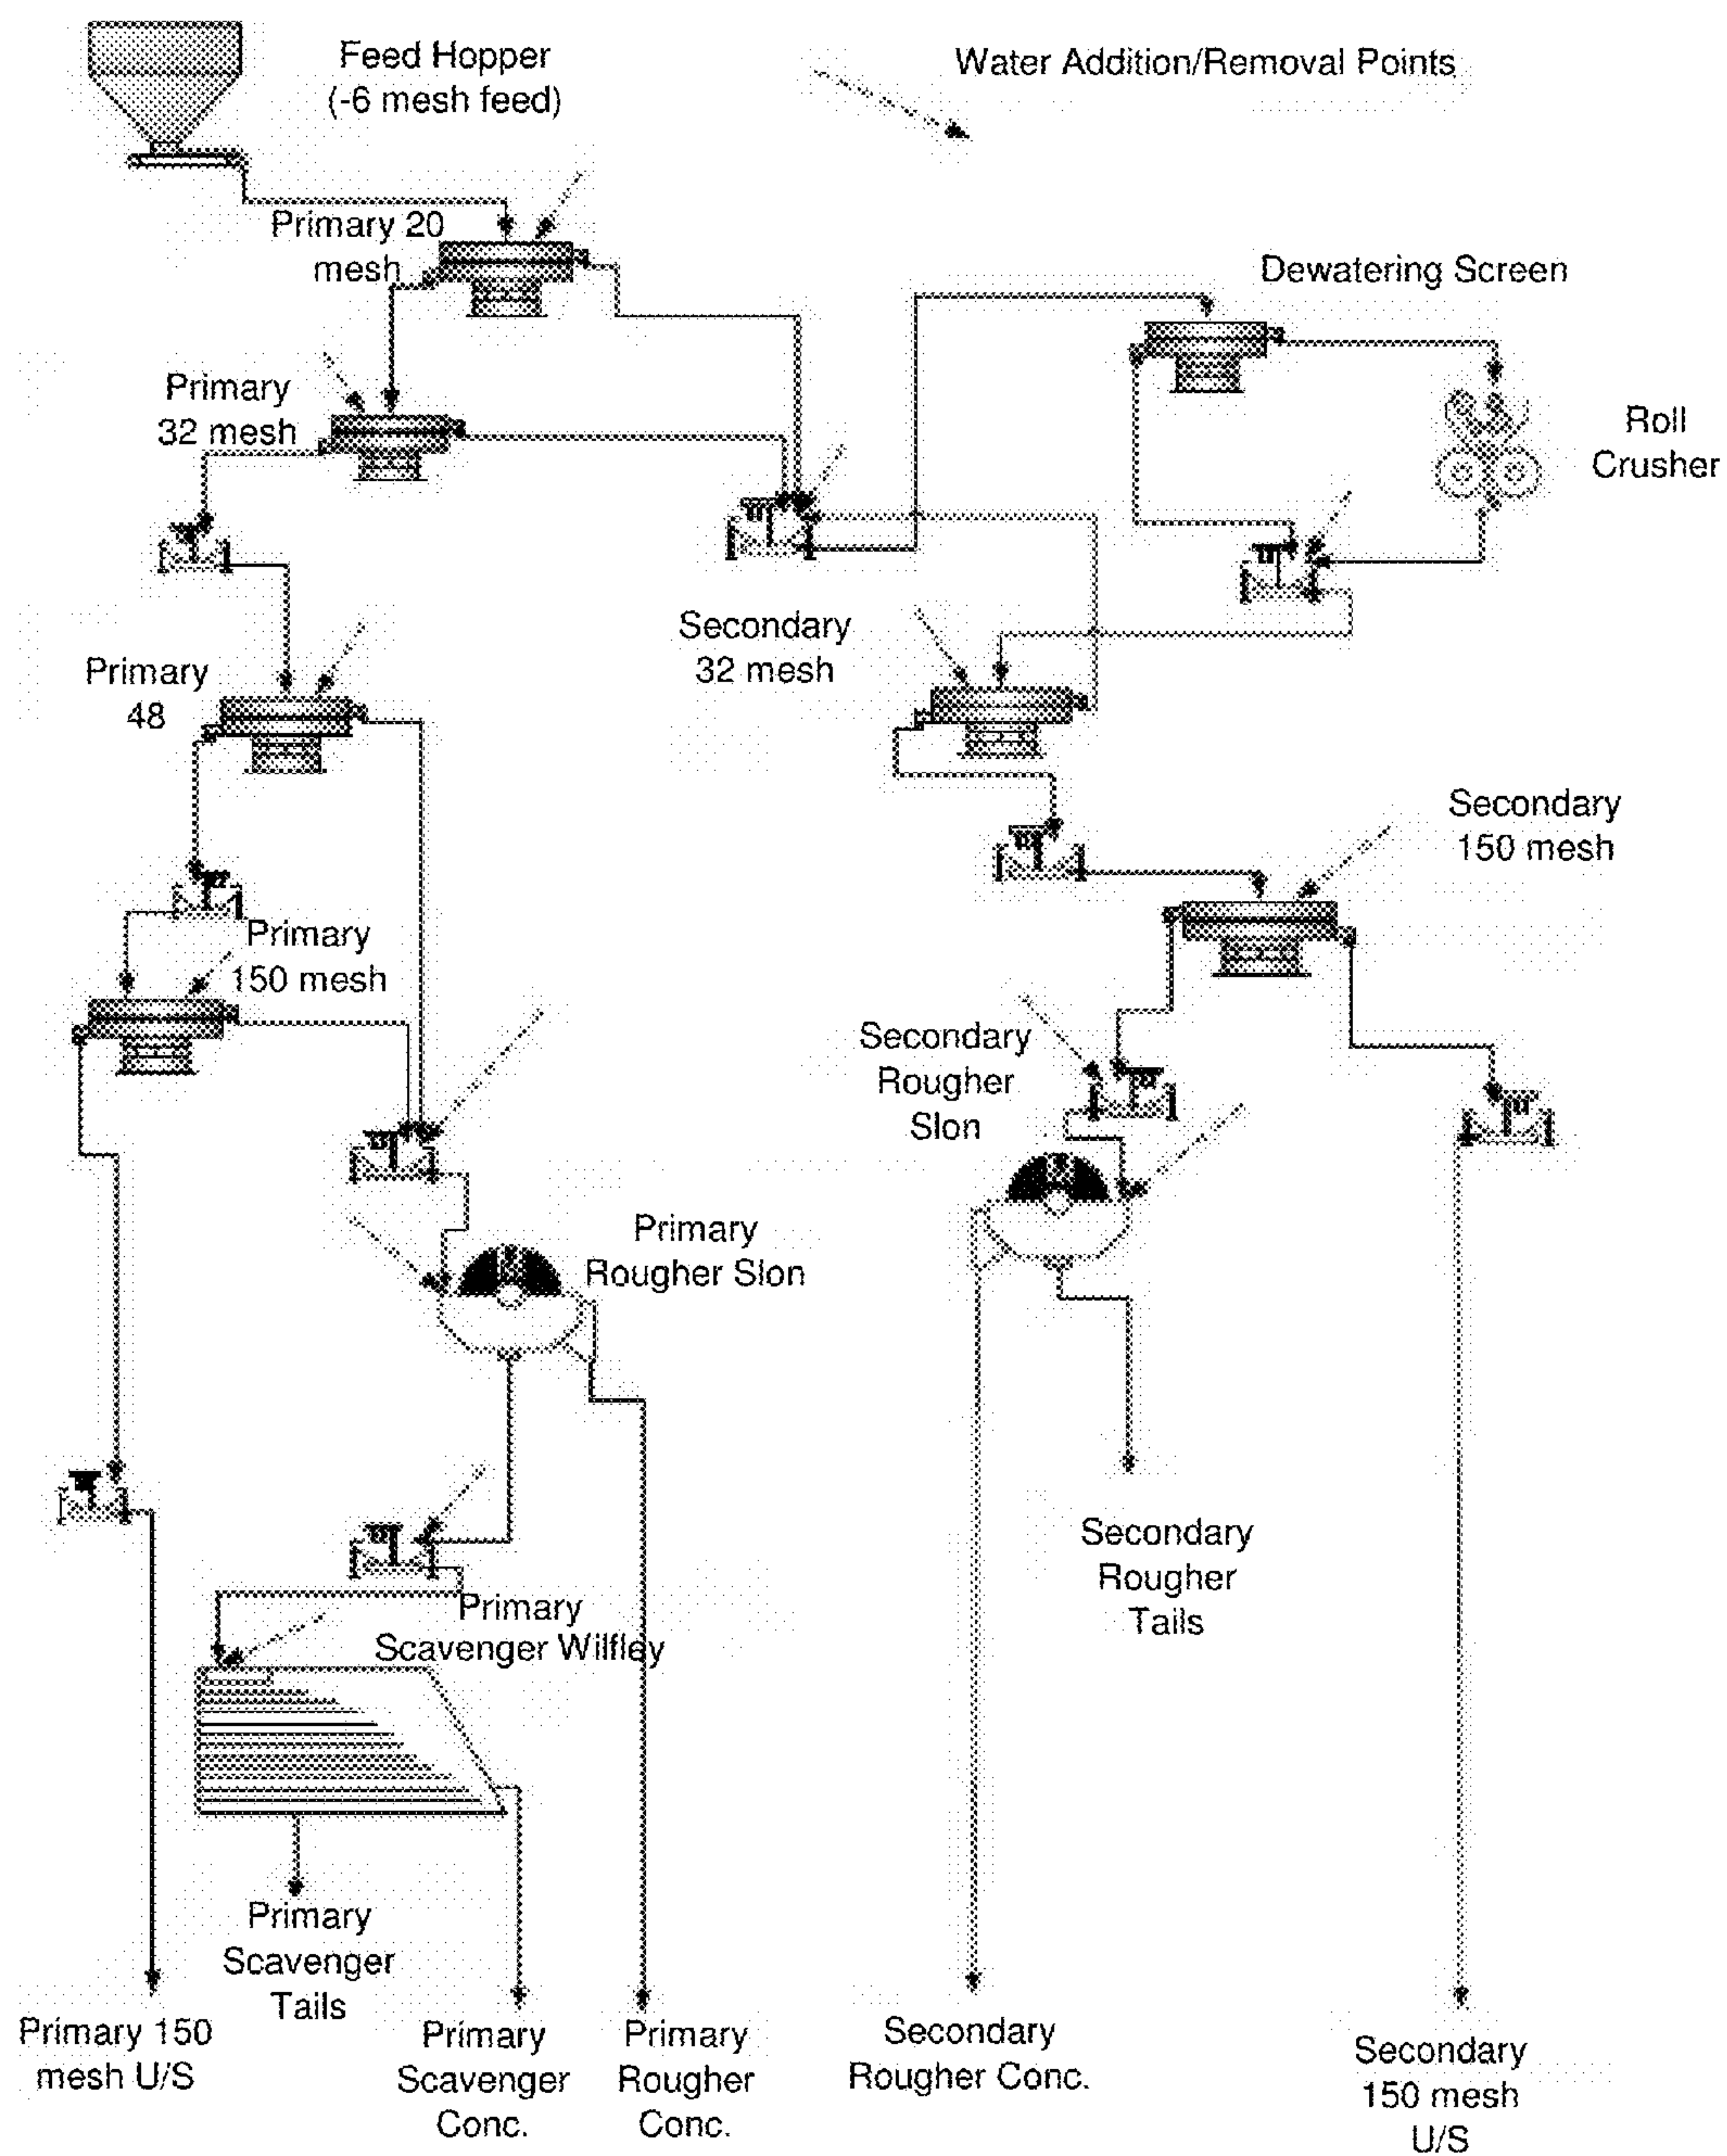 Feed Hopper
(-6 mesh feed)
Water Addition/Removal Points
Primary 20
mesh
Dewatering Screen
Primary
32 mesh
Roll
Crusher
Secondary
32 mesh
Primary
48
Secondary
150 mesh
Primary
150 mesh
Secondary
Rougher
Slon
Primary
Rougher Slon
Secondary
Rougher
Tails
Primary
Scavenger Wilfley
Primary
Scavenger
Tails
Primary 150
mesh U/S
Primary
Scavenger
Conc.
Primary
Rougher
Conc.
Secondary
Rougher Conc.
Secondary
150 mesh
U/S